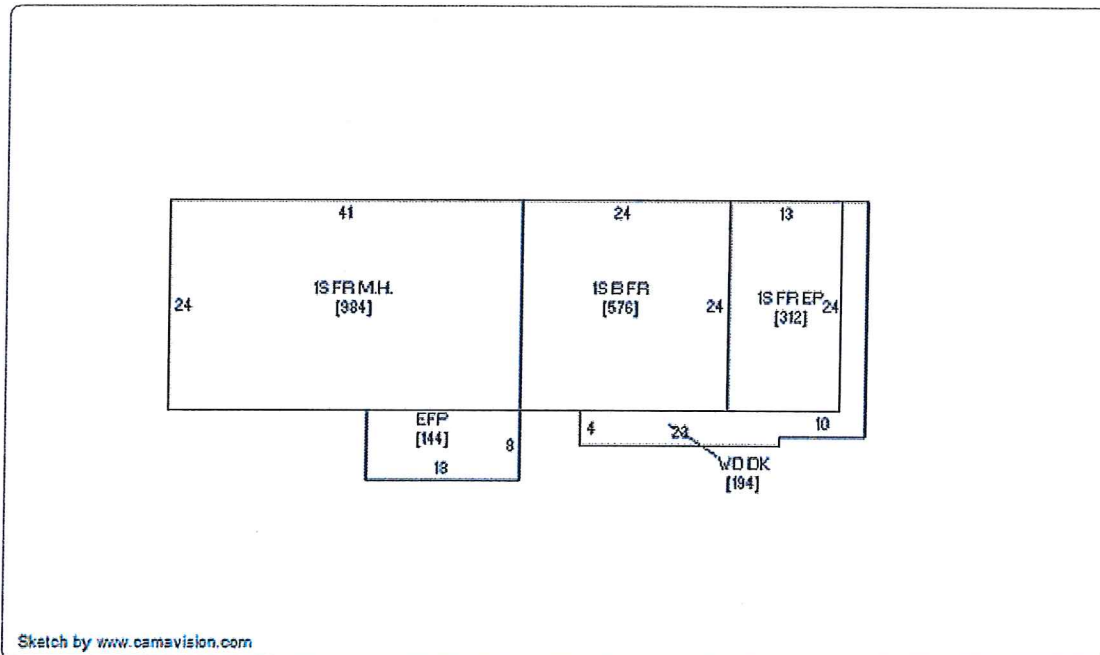 41
24
13
24
1S FR M.H.
[984]
1S B FR
[576]
24
1S FR EP
[312]
24
EFP
[144]
8
18
4
23
10
WD DK
[194]
Sketch by www.camavision.com